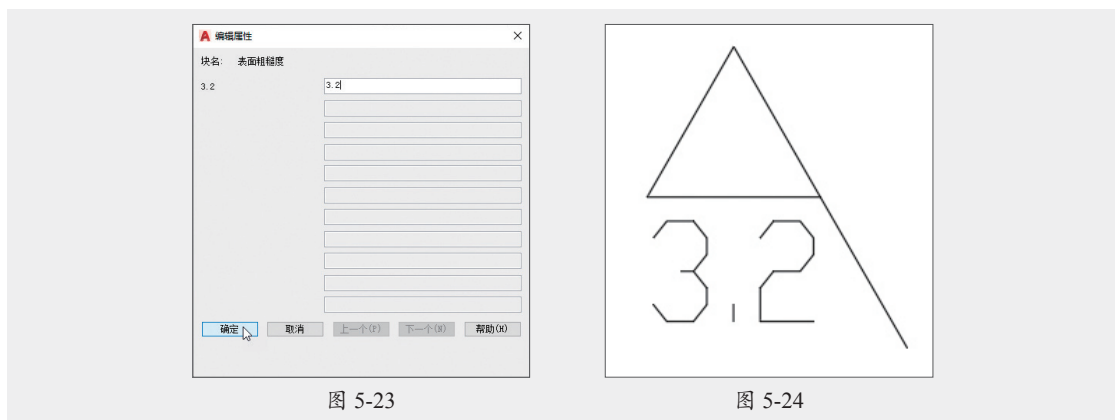 编辑属性
块名: 表面粗糙度
3.2 3.2
确定 取消 上一个(P) 下一个(N) 帮助(H)
3.2
图 5-23
图 5-24